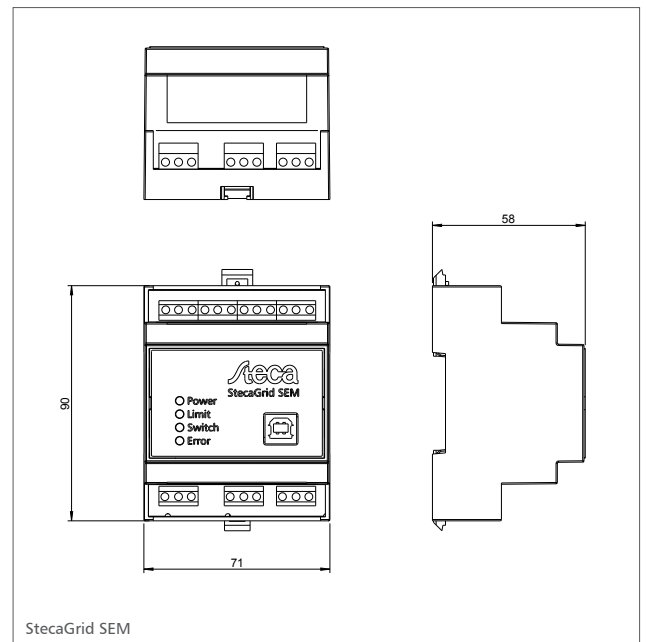 58
90
Steca
StecaGrid SEM
Power
Limit
Switch
Error
71
StecaGrid SEM